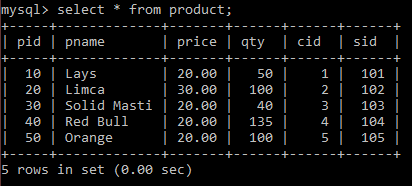 mysql> select * from product;
+-----+-------------+-------+------+------+------+
| pid | pname       | price | qty  | cid  | sid  |
+-----+-------------+-------+------+------+------+
|  10 | Lays        | 20.00 |   50 |    1 |  101 |
|  20 | Limca       | 30.00 |  100 |    2 |  102 |
|  30 | Solid Masti | 20.00 |   40 |    3 |  103 |
|  40 | Red Bull    | 20.00 |  135 |    4 |  104 |
|  50 | Orange      | 20.00 |  100 |    5 |  105 |
+-----+-------------+-------+------+------+------+
5 rows in set (0.00 sec)